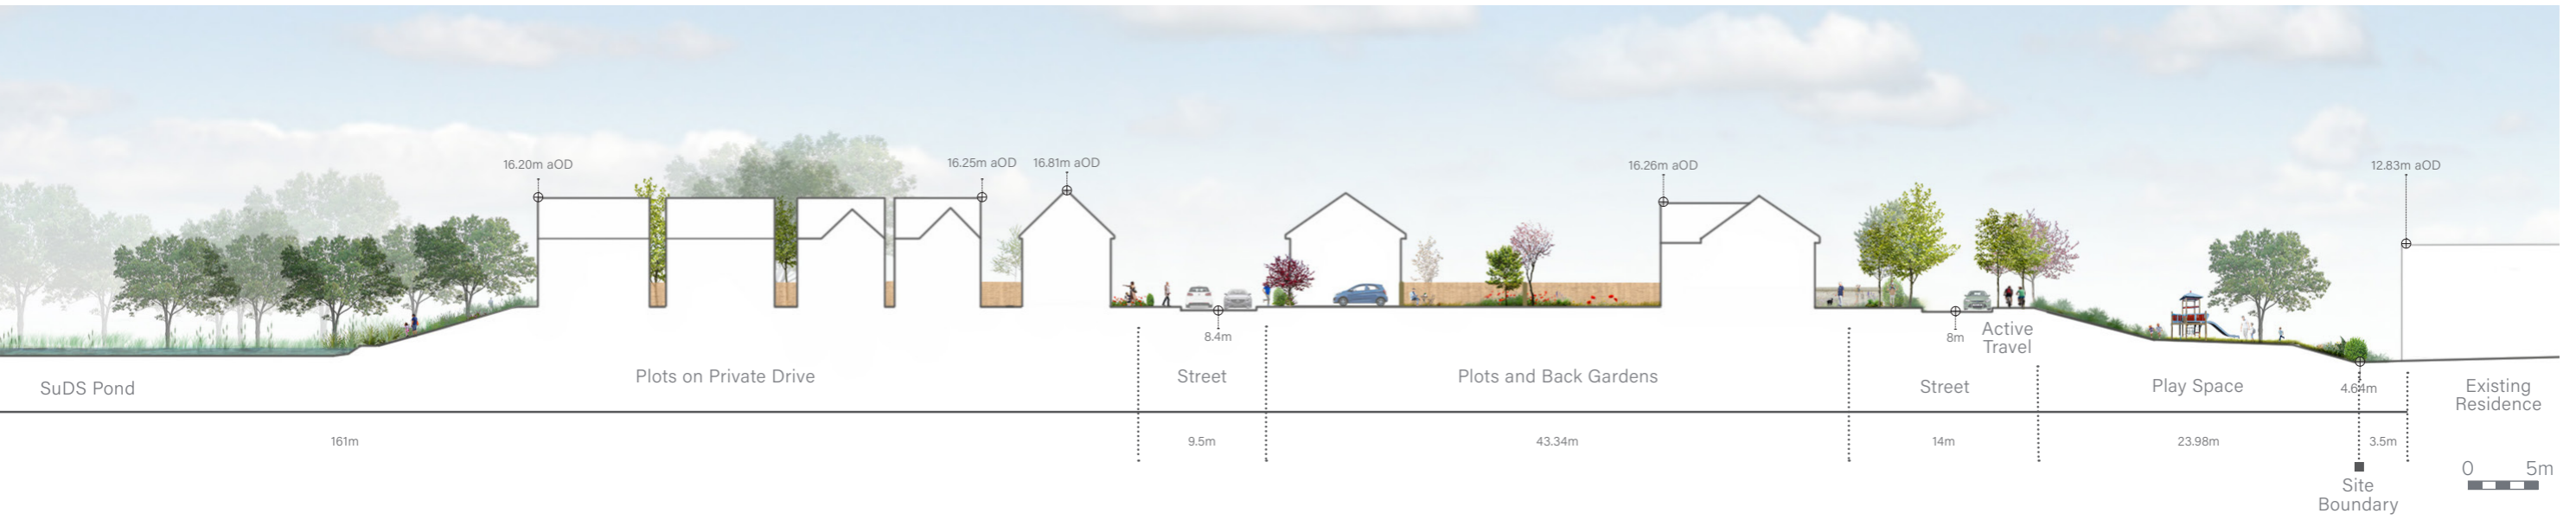 16.20m aOD
16.25m aOD
16.81m aOD
16.26m aOD
12.83m aOD
8.4m
8m
Active
Travel
SuDS Pond
Plots on Private Drive
Street
Plots and Back Gardens
Street
Play Space
4.64m
Existing
Residence
161m
9.5m
43.34m
14m
23.98m
3.5m
0
5m
Site
Boundary